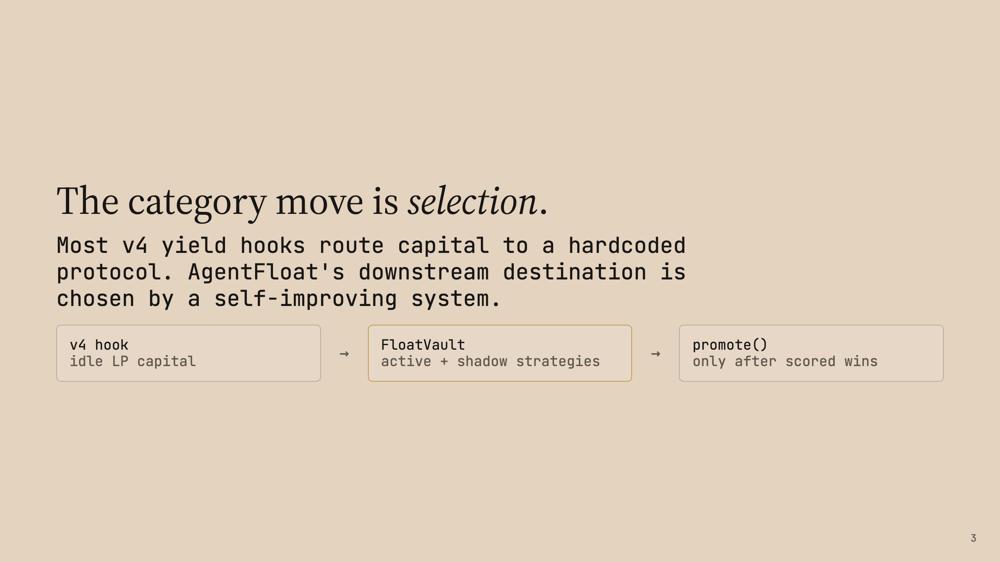 The category move is selection.
Most v4 yield hooks route capital to a hardcoded
protocol. AgentFloat's downstream destination is
chosen by a self-improving system.
v4 hook
idle LP capital
→
FloatVault
active + shadow strategies
→
promote()
only after scored wins
3